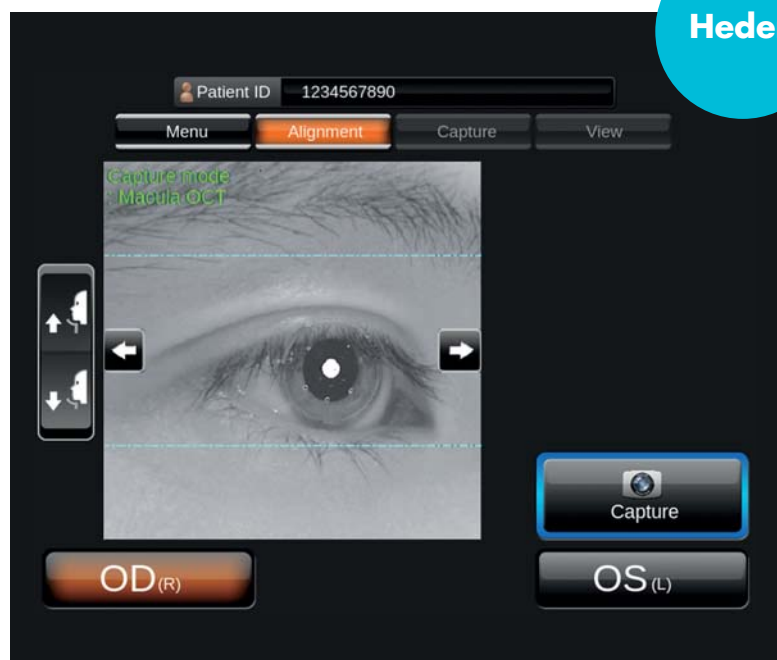 Hede
Patient ID 1234567890
Menu Alignment Capture View
Capture mode
: Macula OCT
Capture
OD(R) OS(L)